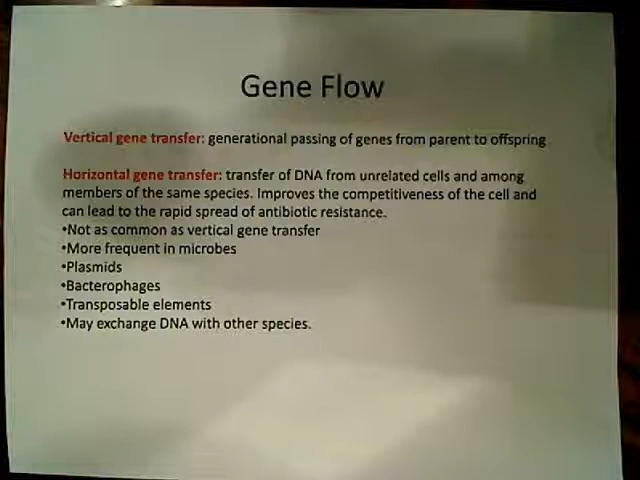 Gene Flow
Vertical gene transfer: generational passing of genes from parent to offspring
Horizontal gene transfer: transfer of DNA from unrelated cells and among
members of the same species. Improves the competitiveness of the cell and
can lead to the rapid spread of antibiotic resistance.
•Not as common as vertical gene transfer
•More frequent in microbes
•Plasmids
•Bacterophages
•Transposable elements
•May exchange DNA with other species.